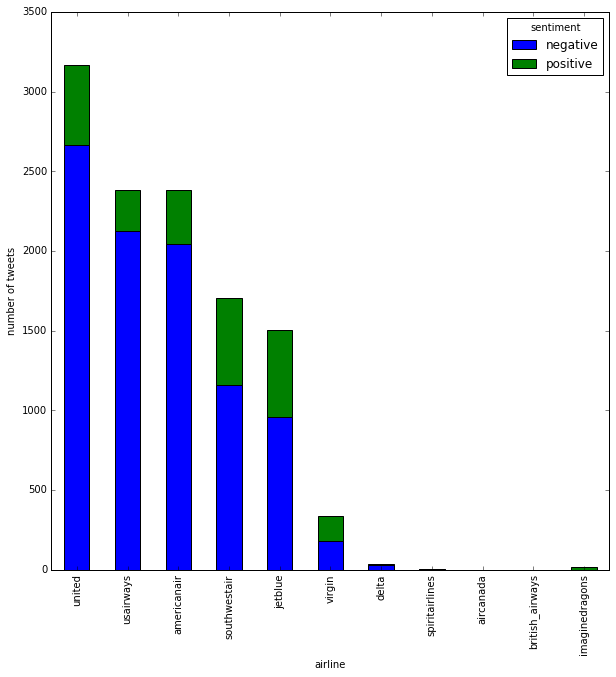 3500
3000
2500
2000
1500
1000
500
0
number of tweets
sentiment
negative
positive
united
usairways
americanair
southwestair
jetblue
virgin
delta
spiritairlines
aircanada
british_airways
imaginedragons
airline